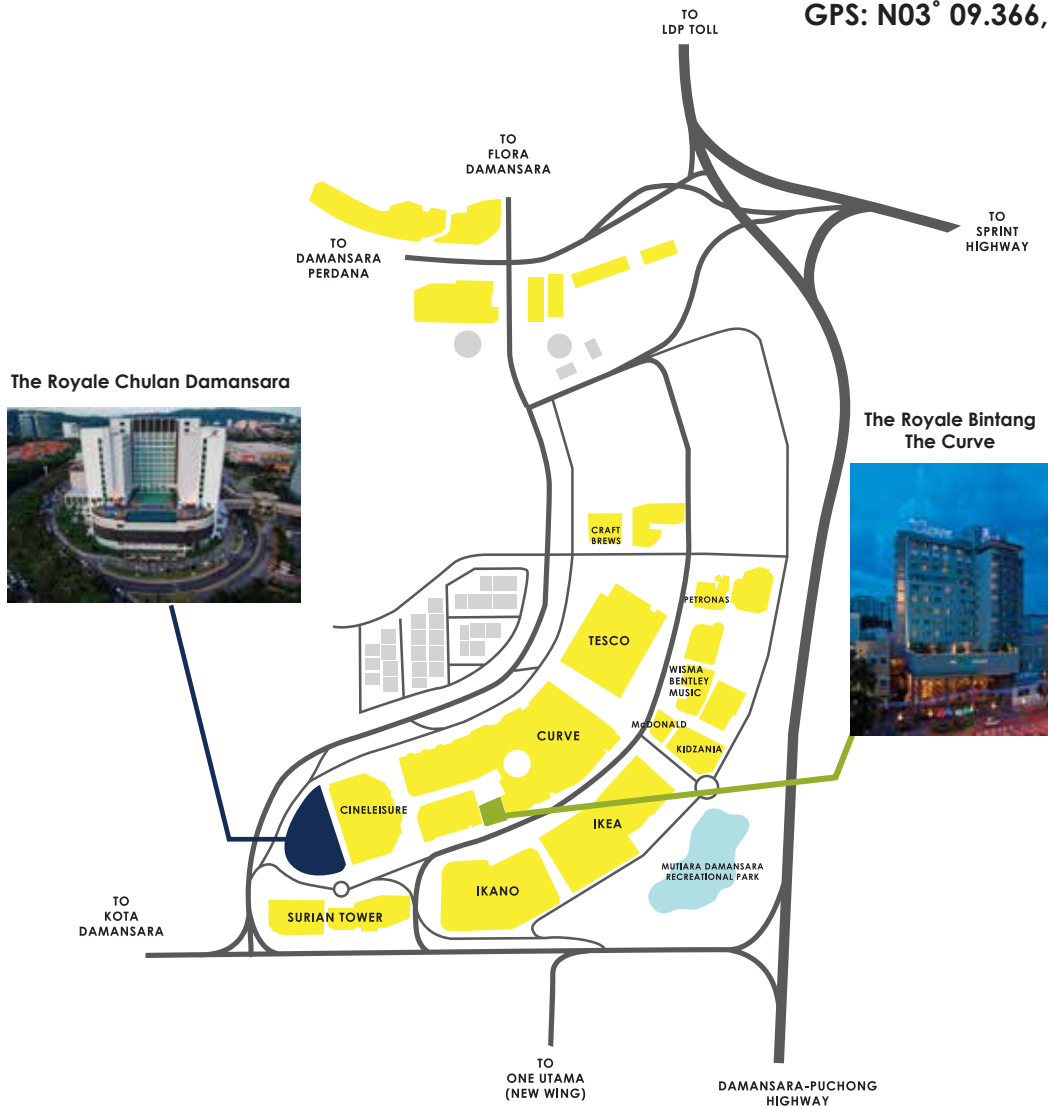 GPS: N03° 09.366,
TO
LDP TOLL
TO
FLORA
DAMANSARA
TO
SPRINT
HIGHWAY
TO
DAMANSARA
PERDANA
The Royale Chulan Damansara
The Royale Bintang
The Curve
CRAFT
BREWS
PETRONAS
TESCO
WISMA
BENTLEY
MUSIC
McDONALD
CURVE
KIDZANIA
CINELEISURE
IKEA
MUTIARA DAMANSARA
RECREATIONAL PARK
IKANO
SURIAN TOWER
TO
KOTA
DAMANSARA
TO
ONE UTAMA
(NEW WING)
DAMANSARA-PUCHONG
HIGHWAY